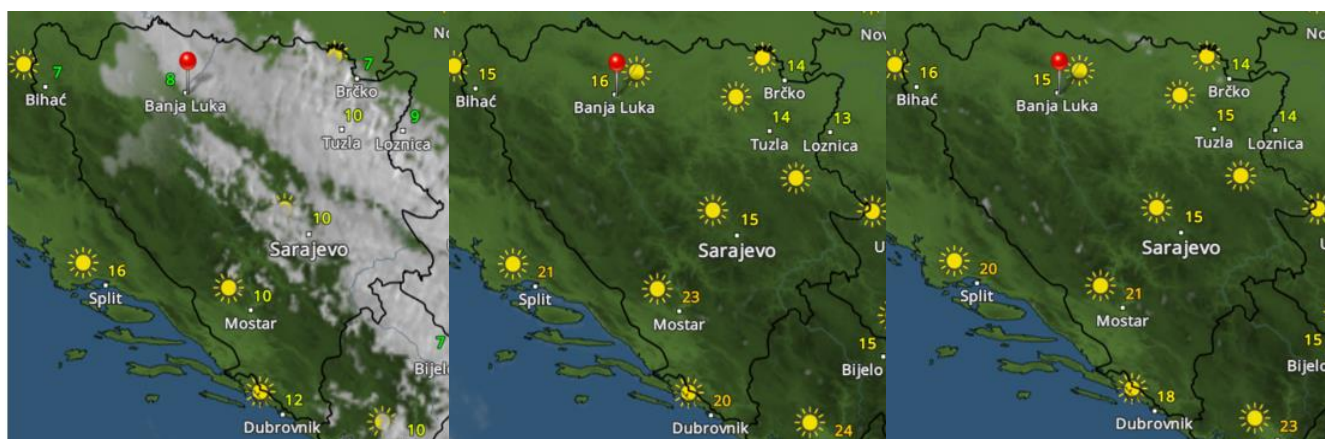 No
7
Bihać
8
Banja Luka
7
Brčko
10
Tuzla
9
Loznica
10
Sarajevo
16
Split
10
Mostar
7
Bijelo
12
Dubrovnik
10
Nov
15
Bihać
16
Banja Luka
14
Brčko
14
Tuzla
13
Loznica
15
Sarajevo
U
21
Split
23
Mostar
15
Bijelo
20
Dubrovnik
24
No
16
Bihać
15
Banja Luka
14
Brčko
15
Tuzla
14
Loznica
15
Sarajevo
20
Split
21
Mostar
15
Bijelo
18
Dubrovnik
23